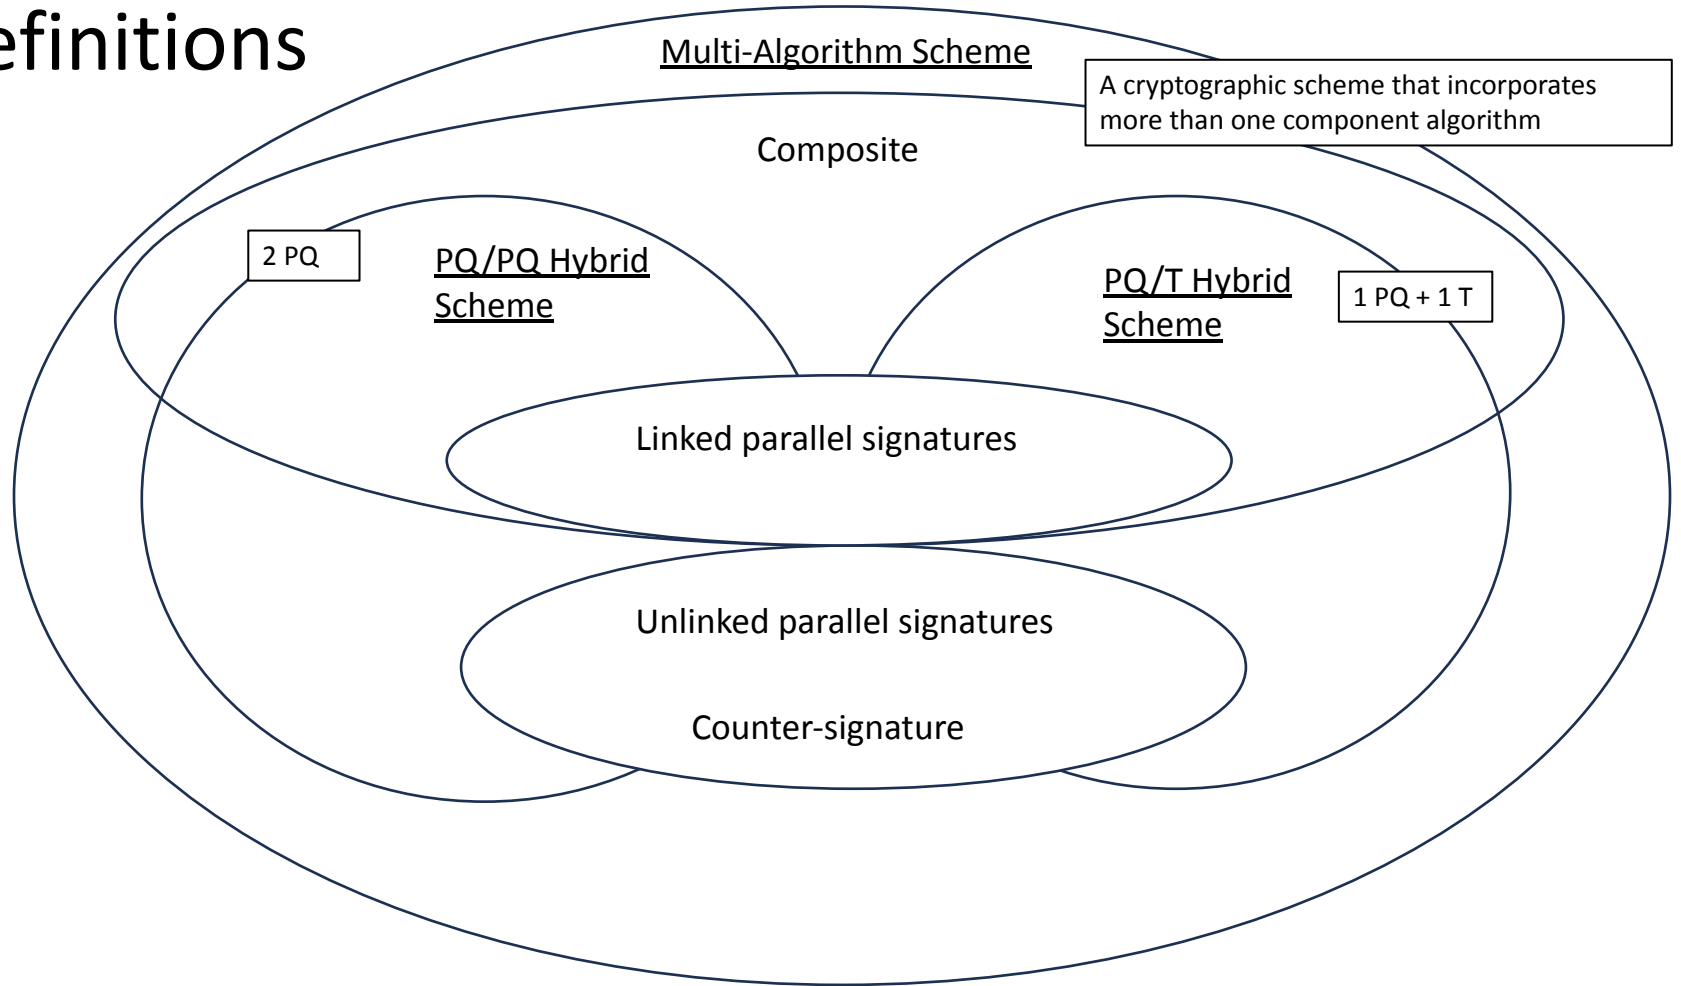 efinitions
Multi-Algorithm Scheme
A cryptographic scheme that incorporates
more than one component algorithm
Composite
2 PQ
PQ/PQ Hybrid
Scheme
PQ/T Hybrid
Scheme
1 PQ + 1 T
Linked parallel signatures
Unlinked parallel signatures
Counter-signature